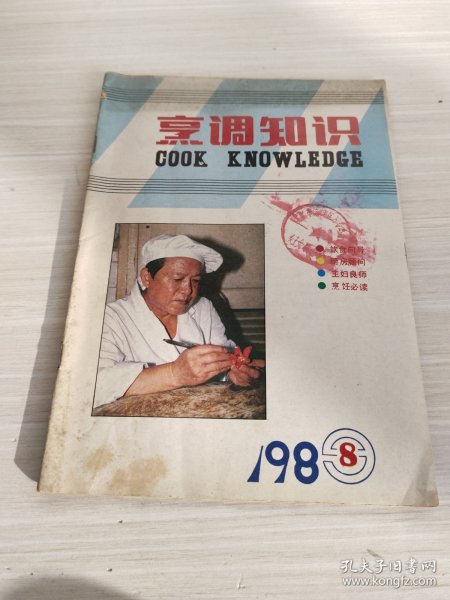 烹调知识
COOK KNOWLEDGE
饮食向导
厨房顾问
主妇良师
烹饪必读
198
8
孔夫子旧书网
www.kongfz.com